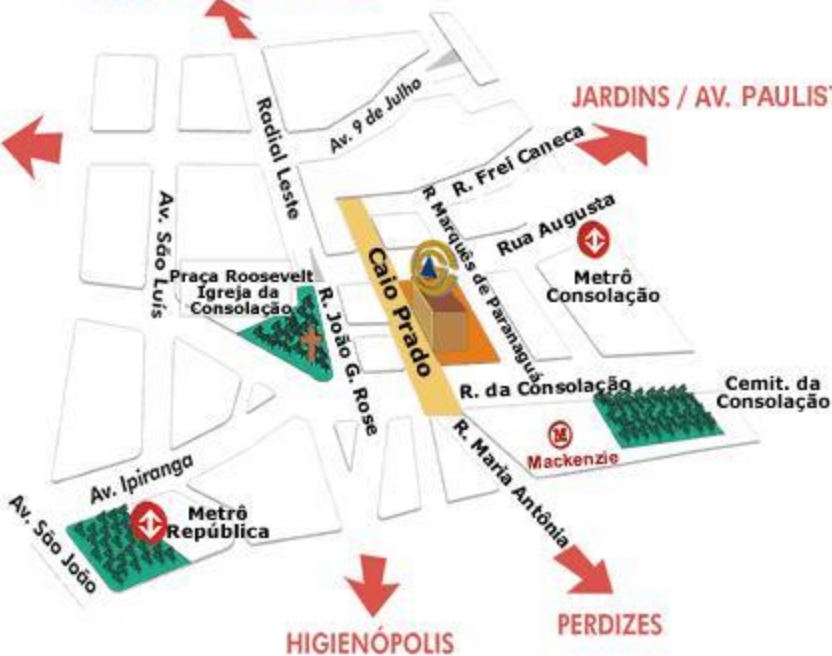 JARDINS / AV. PAULIST
Av. 9 de Julho
Radial Leste
R. Frei Caneca
R Marquês de Paranaguá
Rua Augusta
Av. São Luís
Metrô
Consolação
Caio Prado
Praça Roosevelt
Igreja da
Consolação
R. João G. Rose
R. da Consolação
Cemit. da
Consolação
M
Mackenzie
R. Maria Antônia
Av. Ipiranga
Av. São João
Metrô
República
HIGIENÓPOLIS
PERDIZES